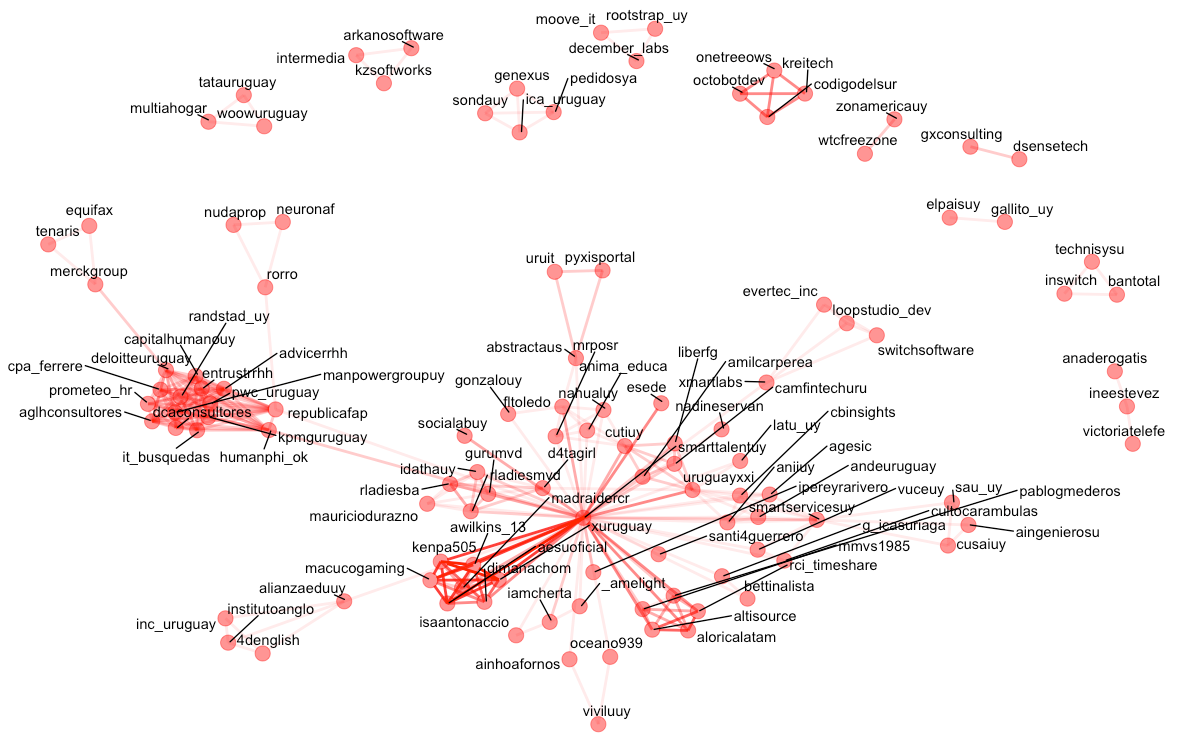 moove_it
rootstrap_uy
arkanosoftware
december_labs
intermedia
kzsoftworks
onetreeows
kreitech
genexus
pedidosya
octobotdev
codigodelsur
tatauruguay
sondauy
ica_uruguay
zonamericauy
multiahogar
woowuruguay
wtcfreezone
gxconsulting
dsensetech
equifax
nudaprop
neuronaf
elpaisuy
gallito_uy
tenaris
technisysu
merckgroup
rorro
uruit
pyxisportal
inswitch
bantotal
evertec_inc
randstad_uy
loopstudio_dev
capitalhumanouy
abstractaus
mrposr
liberfg
amilcarperea
switchsoftware
deloitteuruguay
advicerrhh
anima_educa
anaderogatis
cpa_ferrere
entrustrrhh
manpowergroupuy
gonzalouy
nahualuy
esede
xmartlabs
camfintechuru
prometeo_hr
pwc_uruguay
fltoledo
nadineservan
cbinsights
ineestevez
aglhconsultores
dcaconsultores
republicafap
socialabuy
cutiuy
latu_uy
victoriatelefe
kpmguruguay
smarttalentuy
agesic
it_busquedas
humanphi_ok
gurumvd
d4tagirl
idathauy
rladiesmvd
uruguayxxi
anijuy
andeuruguay
rladiesba
madraidercr
ipereyrarivero
vuceuy
sau_uy
pablogmederos
mauriciodurazno
smartservicesuy
cultocarambulas
awilkins_13
xuruguay
g_icasuriaga
aingenierosu
kenpa505
aesuoficial
santi4guerrero
mmvs1985
cusaiuy
macucogaming
dimanachom
rci_timeshare
alianzaeduuy
iamcherta
_amelight
bettinalista
institutoanglo
isaantonaccio
altisource
inc_uruguay
4denglish
aloricalatam
oceano939
ainhoafornos
viviluuy